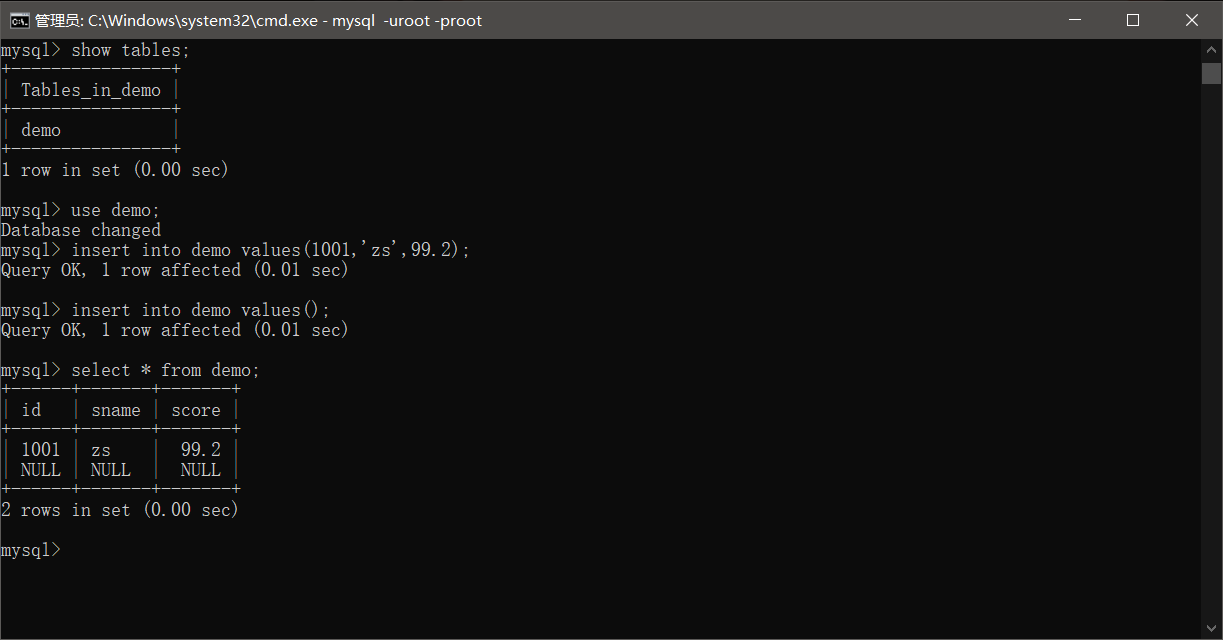 管理员: C:\Windows\system32\cmd.exe - mysql  -uroot -proot
mysql> show tables;
+----------------+
| Tables_in_demo |
+----------------+
| demo           |
+----------------+
1 row in set (0.00 sec)
mysql> use demo;
Database changed
mysql> insert into demo values(1001,'zs',99.2);
Query OK, 1 row affected (0.01 sec)
mysql> insert into demo values();
Query OK, 1 row affected (0.01 sec)
mysql> select * from demo;
+------+-------+-------+
| id   | sname | score |
+------+-------+-------+
| 1001 | zs    |  99.2 |
| NULL | NULL  |  NULL |
+------+-------+-------+
2 rows in set (0.00 sec)
mysql>